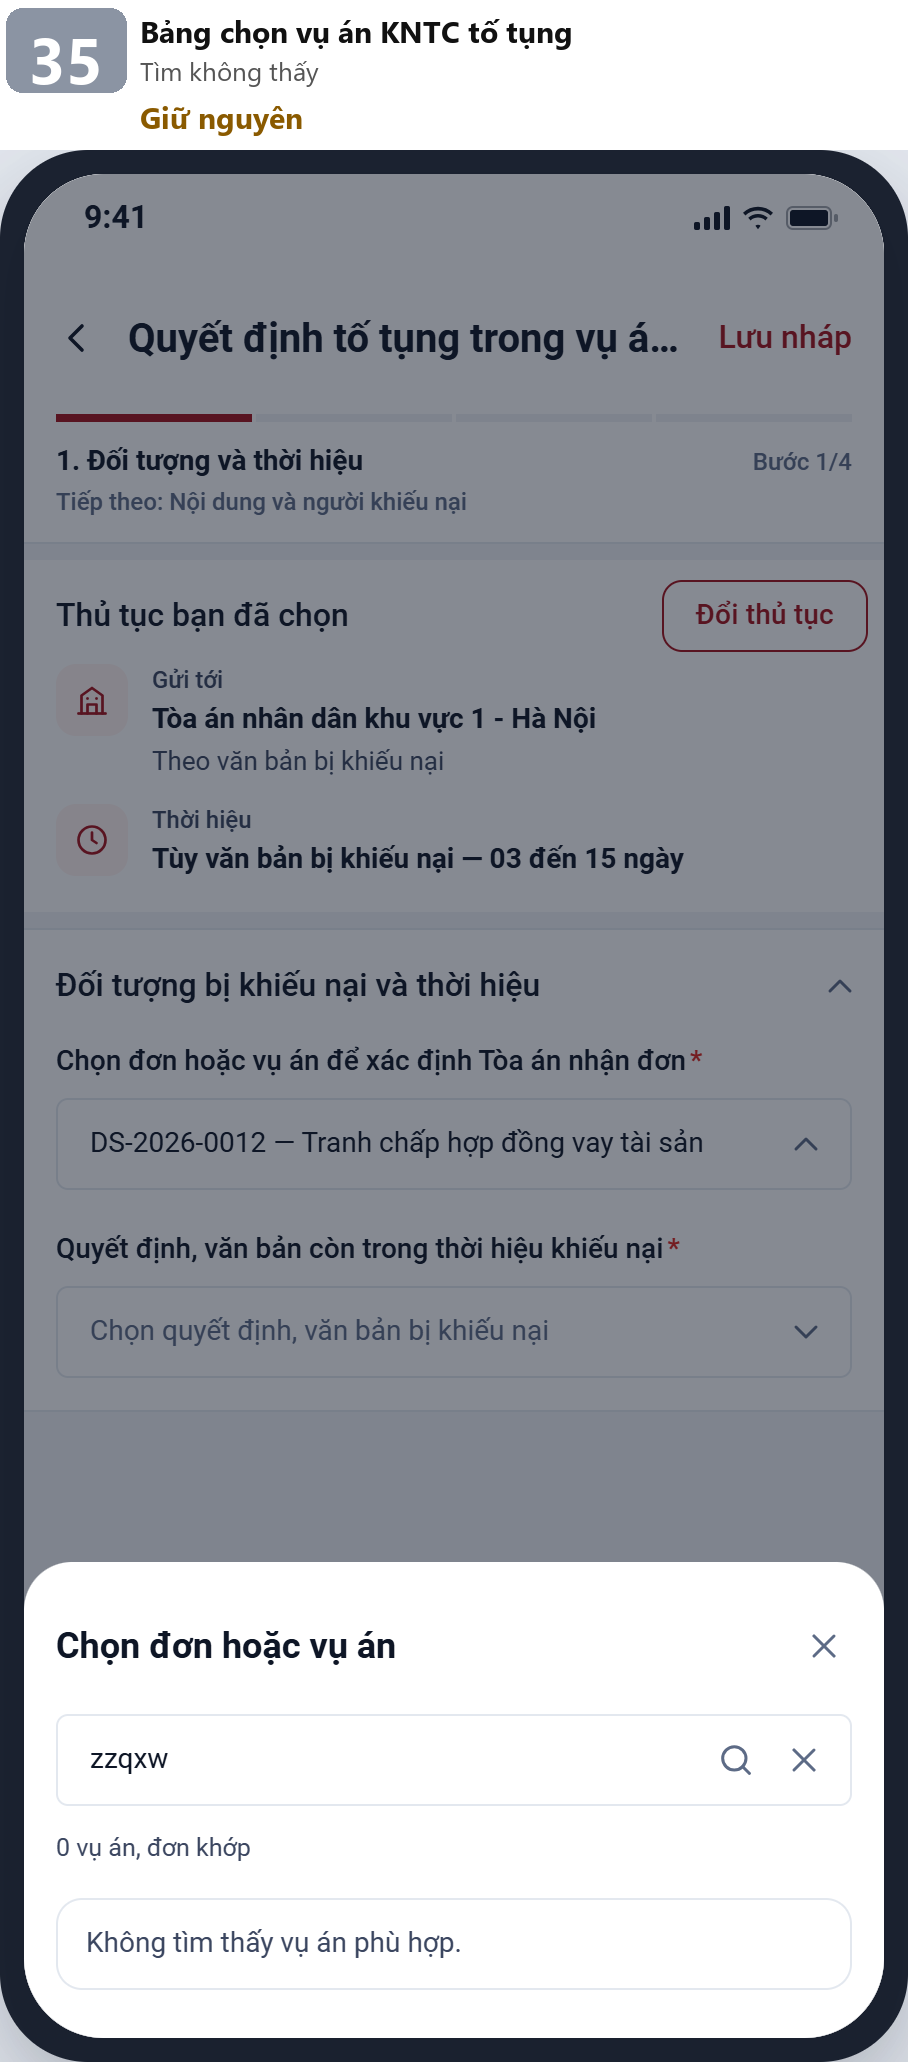 35
Bảng chọn vụ án KNTC tố tụng
Tìm không thấy
Giữ nguyên
9:41
Quyết định tố tụng trong vụ á...
Lưu nháp
1. Đối tượng và thời hiệu
Bước 1/4
Tiếp theo: Nội dung và người khiếu nại
Thủ tục bạn đã chọn
Đổi thủ tục
Gửi tới
Tòa án nhân dân khu vực 1 - Hà Nội
Theo văn bản bị khiếu nại
Thời hiệu
Tùy văn bản bị khiếu nại — 03 đến 15 ngày
Đối tượng bị khiếu nại và thời hiệu
Chọn đơn hoặc vụ án để xác định Tòa án nhận đơn*
DS-2026-0012 — Tranh chấp hợp đồng vay tài sản
Quyết định, văn bản còn trong thời hiệu khiếu nại*
Chọn quyết định, văn bản bị khiếu nại
Chọn đơn hoặc vụ án
zzqxw
0 vụ án, đơn khớp
Không tìm thấy vụ án phù hợp.